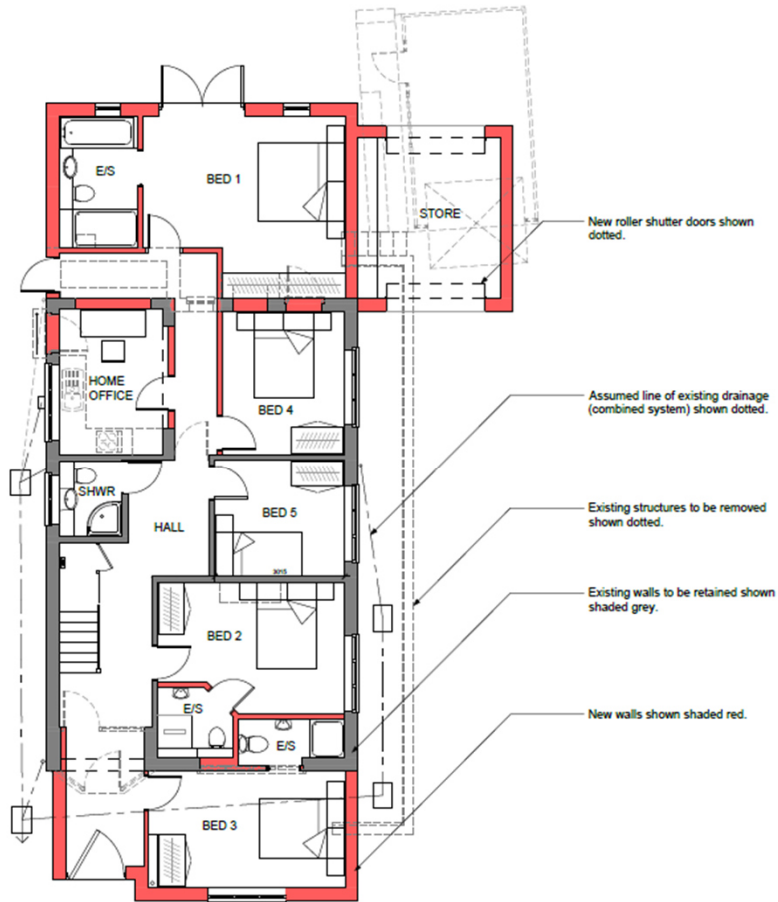 E/S
BED 1
STORE
New roller shutter doors shown
dotted.
HOME
OFFICE
BED 4
Assumed line of existing drainage
(combined system) shown dotted.
SHWR
HALL
BED 5
Existing structures to be removed
shown dotted.
Existing walls to be retained shown
shaded grey.
BED 2
E/S
E/S
New walls shown shaded red.
BED 3